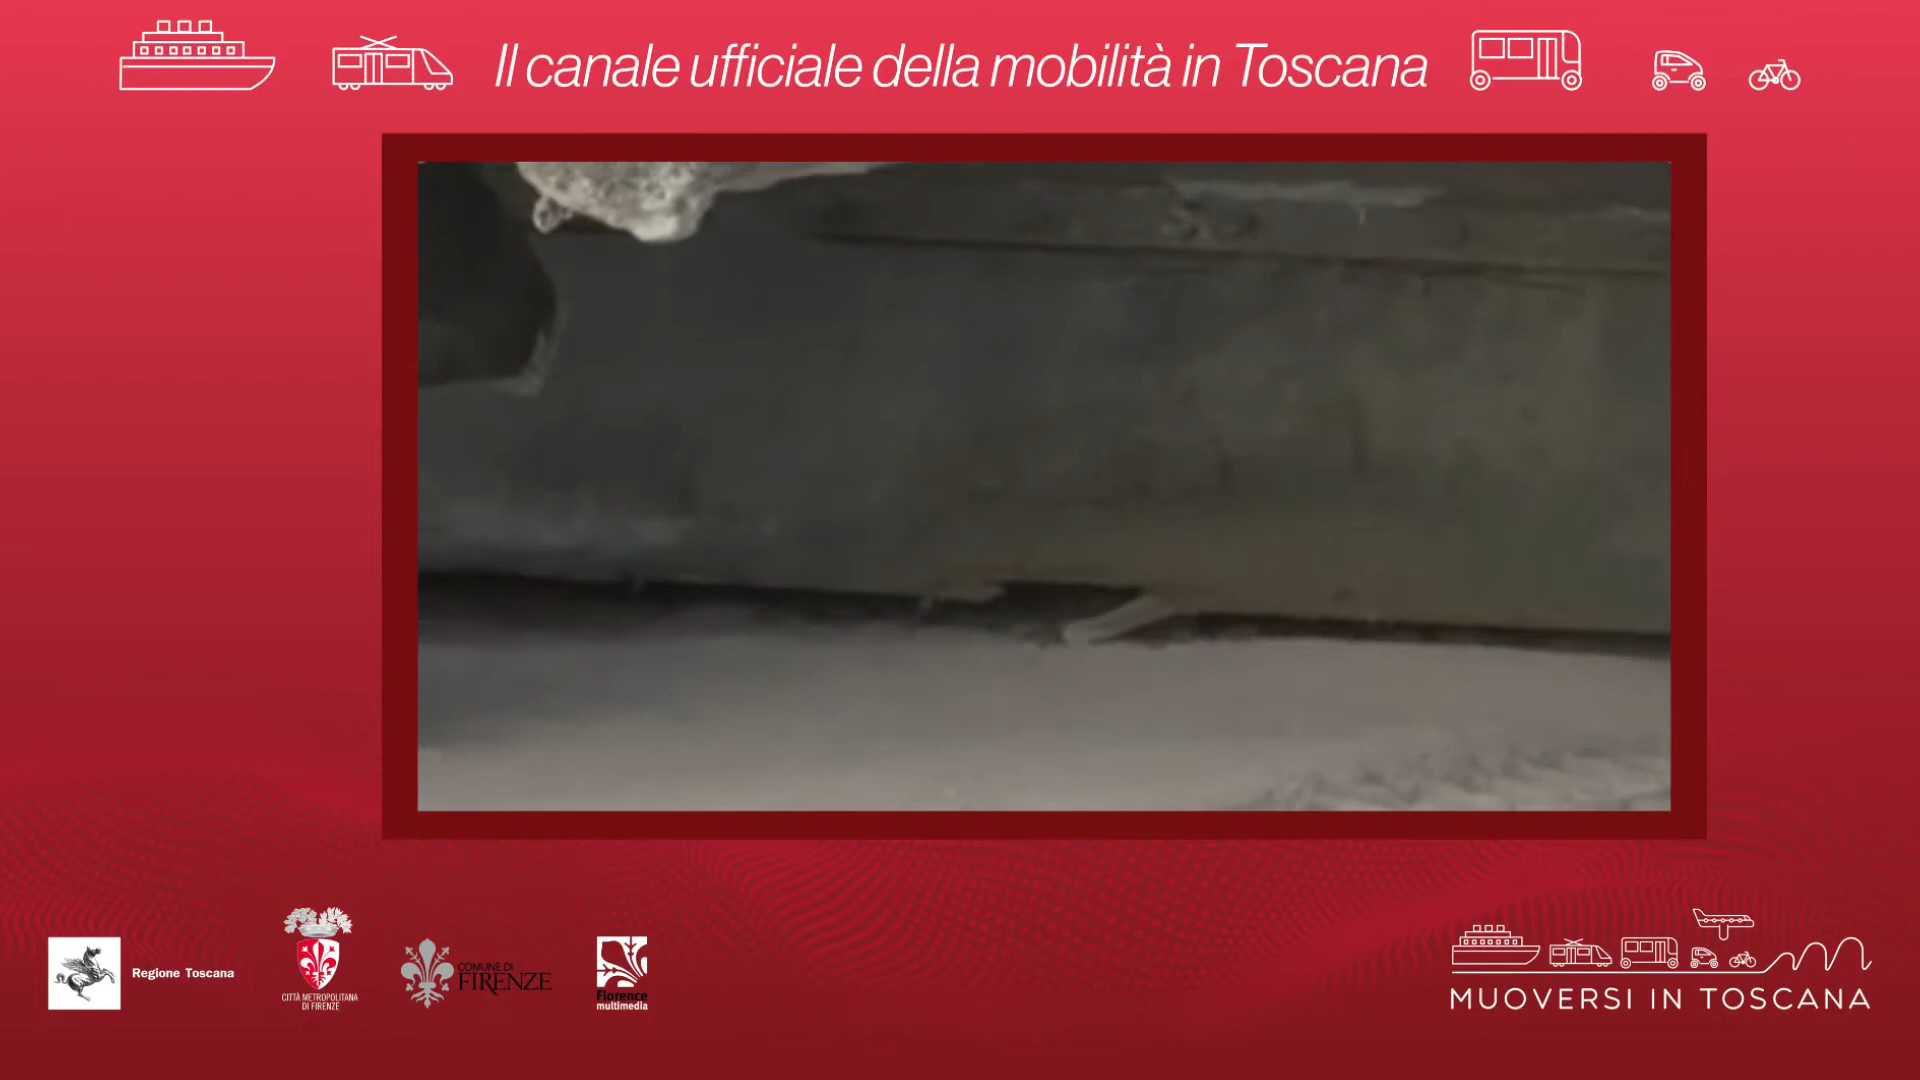 Il canale ufficiale della mobilità in Toscana
Regione Toscana
CITTÀ METROPOLITANA
DI FIRENZE
COMUNE DI
FIRENZE
Florence
multimedia
MUOVERSI IN TOSCANA